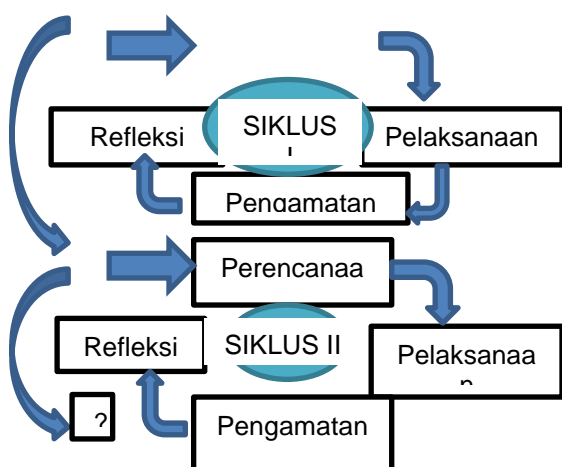 SIKLUS
I
Refleksi
Pelaksanaan
Pengamatan
Perencanaa
SIKLUS II
Refleksi
Pelaksanaa
n
?
Pengamatan